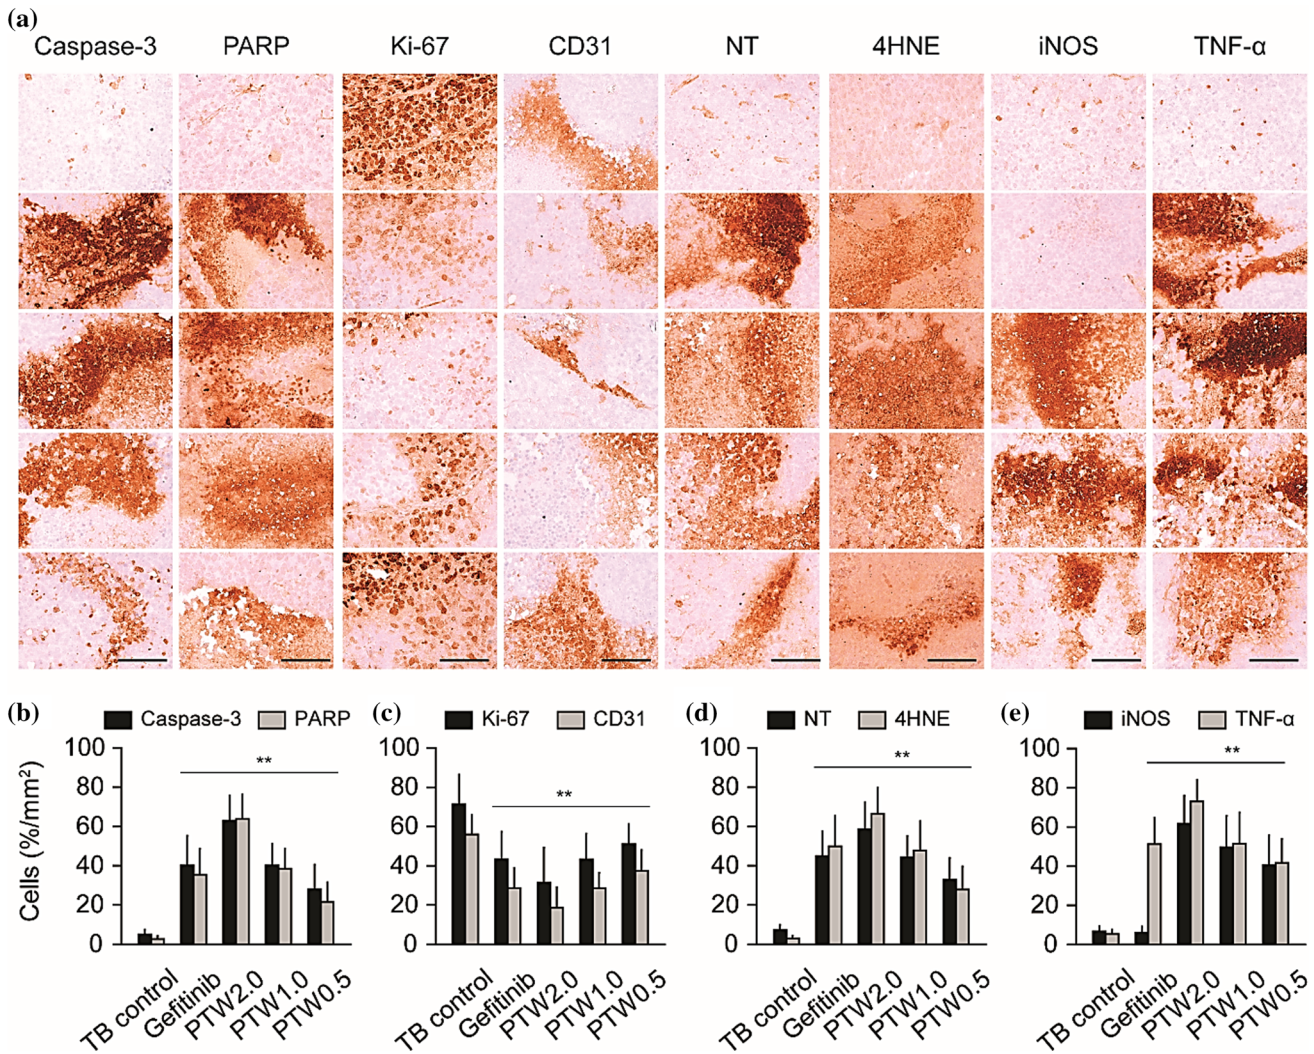 (a)
Caspase-3 PARP Ki-67 CD31 NT 4HNE iNOS TNF-α
(b) Caspase-3 PARP
Cells (%/mm²)
100
80
60
40
20
0
**
TB control Gefitinib PTW2.0 PTW1.0 PTW0.5
(c) Ki-67 CD31
100
80
60
40
20
0
**
TB control Gefitinib PTW2.0 PTW1.0 PTW0.5
(d) NT 4HNE
100
80
60
40
20
0
**
TB control Gefitinib PTW2.0 PTW1.0 PTW0.5
(e) iNOS TNF-α
100
80
60
40
20
0
**
TB control Gefitinib PTW2.0 PTW1.0 PTW0.5